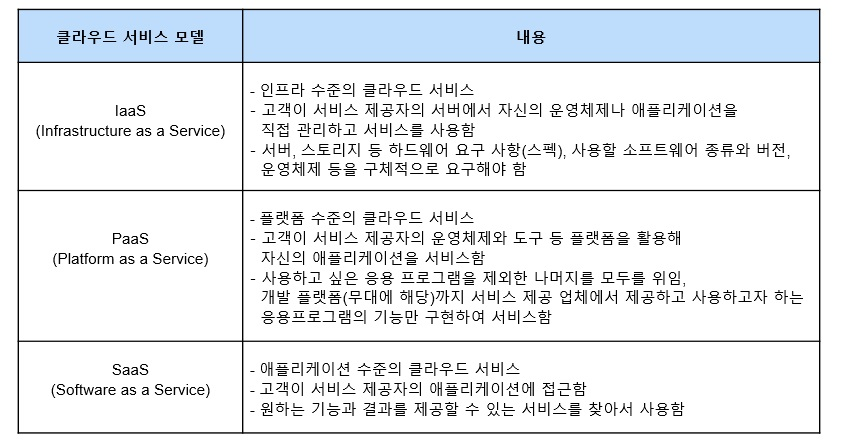 클라우드 서비스 모델
내용
IaaS
(Infrastructure as a Service)
- 인프라 수준의 클라우드 서비스
- 고객이 서비스 제공자의 서버에서 자신의 운영체제나 애플리케이션을
직접 관리하고 서비스를 사용함
- 서버, 스토리지 등 하드웨어 요구 사항(스펙), 사용할 소프트웨어 종류와 버전,
운영체제 등을 구체적으로 요구해야 함
PaaS
(Platform as a Service)
- 플랫폼 수준의 클라우드 서비스
- 고객이 서비스 제공자의 운영체제와 도구 등 플랫폼을 활용해
자신의 애플리케이션을 서비스함
- 사용하고 싶은 응용 프로그램을 제외한 나머지를 모두를 위임,
개발 플랫폼(무대에 해당)까지 서비스 제공 업체에서 제공하고 사용하고자 하는
응용프로그램의 기능만 구현하여 서비스함
SaaS
(Software as a Service)
- 애플리케이션 수준의 클라우드 서비스
- 고객이 서비스 제공자의 애플리케이션에 접근함
- 원하는 기능과 결과를 제공할 수 있는 서비스를 찾아서 사용함